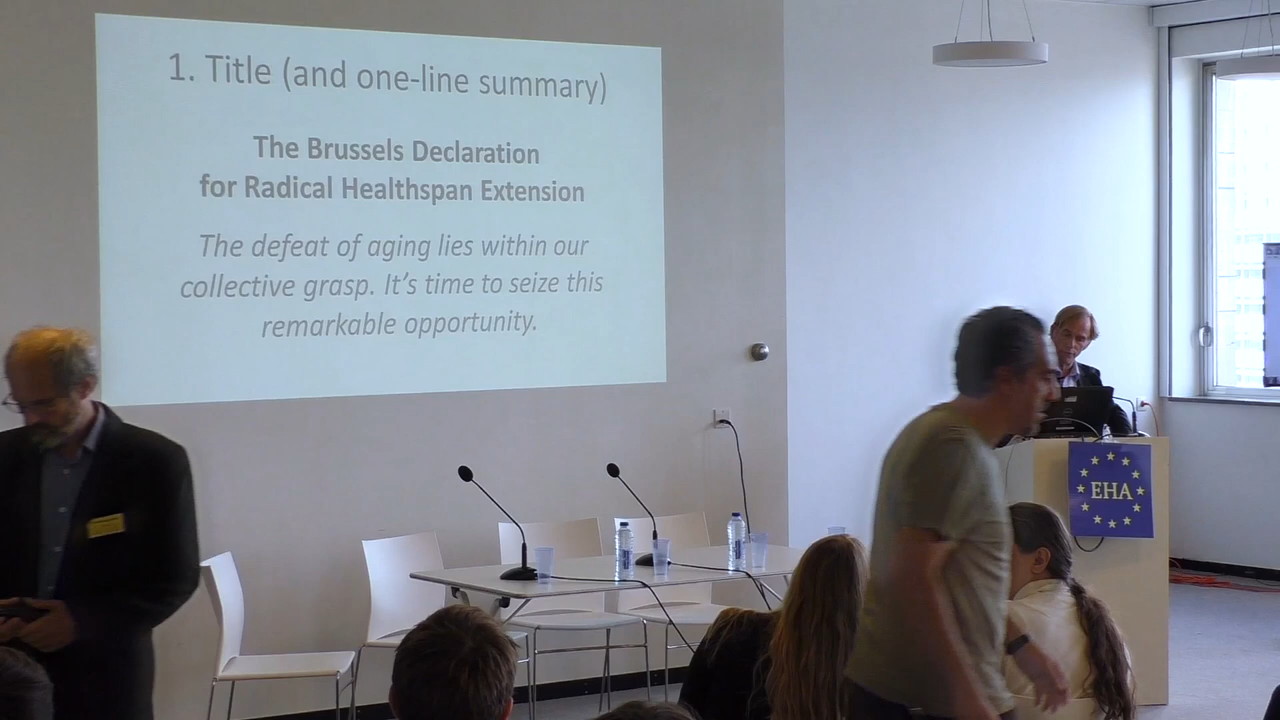 1. Title (and one-line summary)
The Brussels Declaration
for Radical Healthspan Extension
The defeat of aging lies within our
collective grasp. It's time to seize this
remarkable opportunity.
EHA